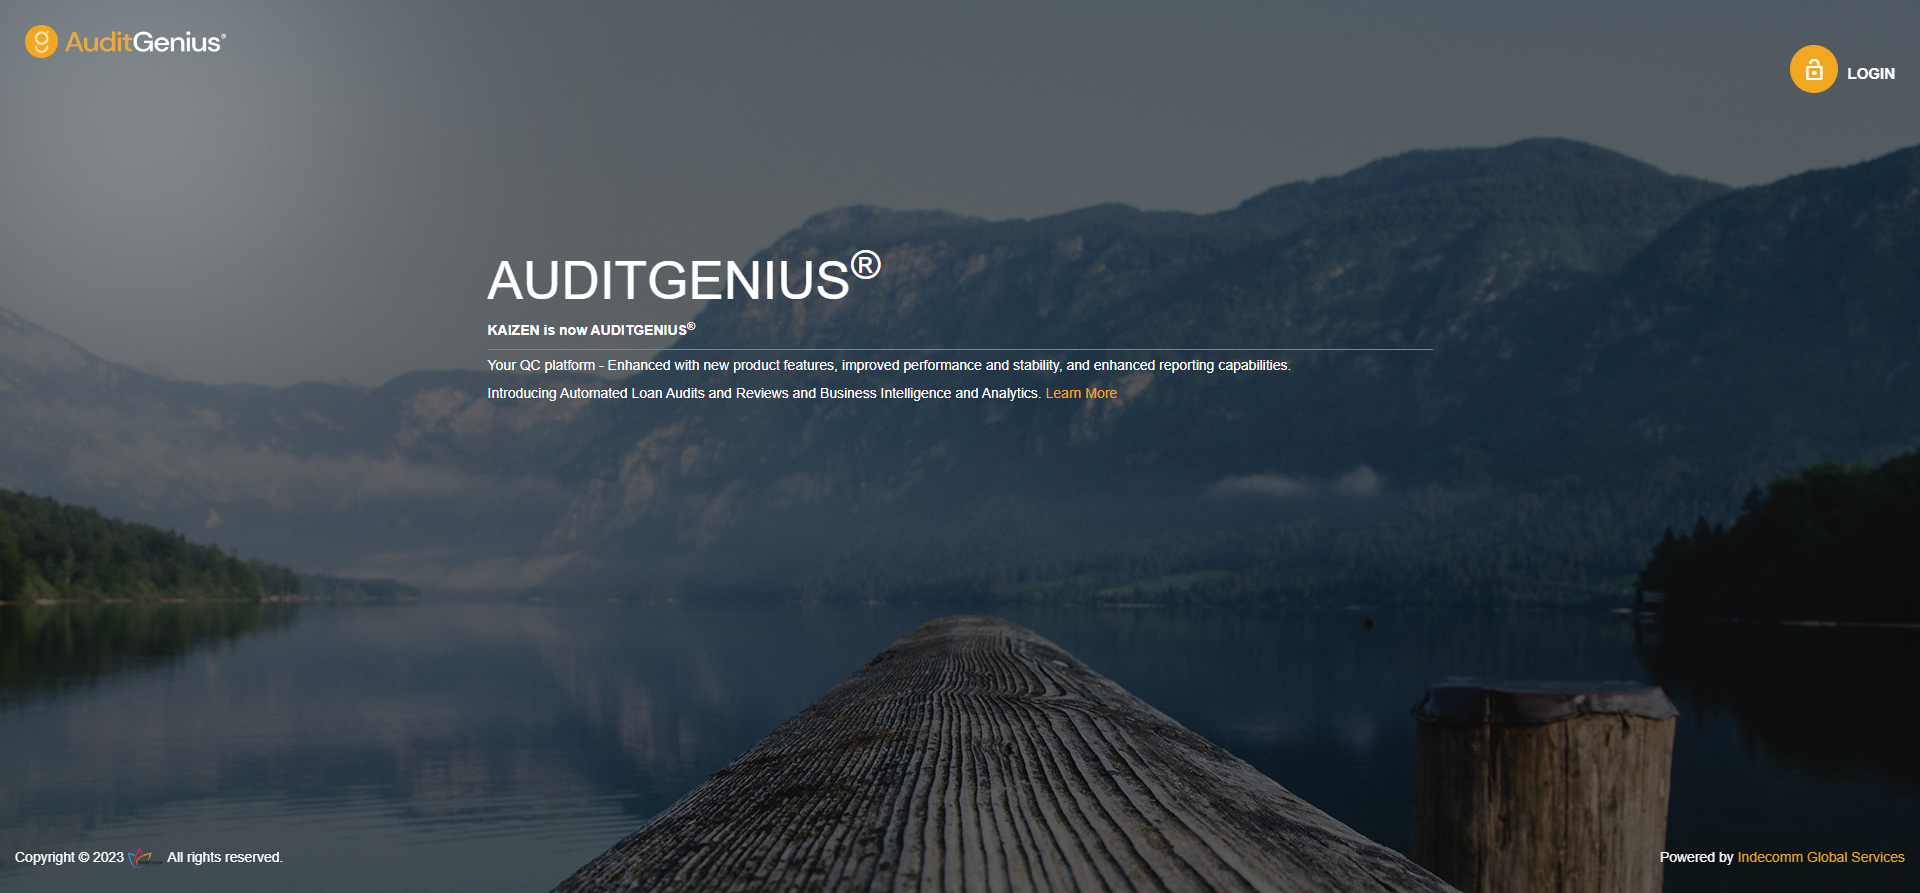 AuditGenius®
LOGIN
AUDITGENIUS®
KAIZEN is now AUDITGENIUS®
Your QC platform - Enhanced with new product features, improved performance and stability, and enhanced reporting capabilities.
Introducing Automated Loan Audits and Reviews and Business Intelligence and Analytics. Learn More
Copyright © 2023 All rights reserved.
Powered by Indecomm Global Services